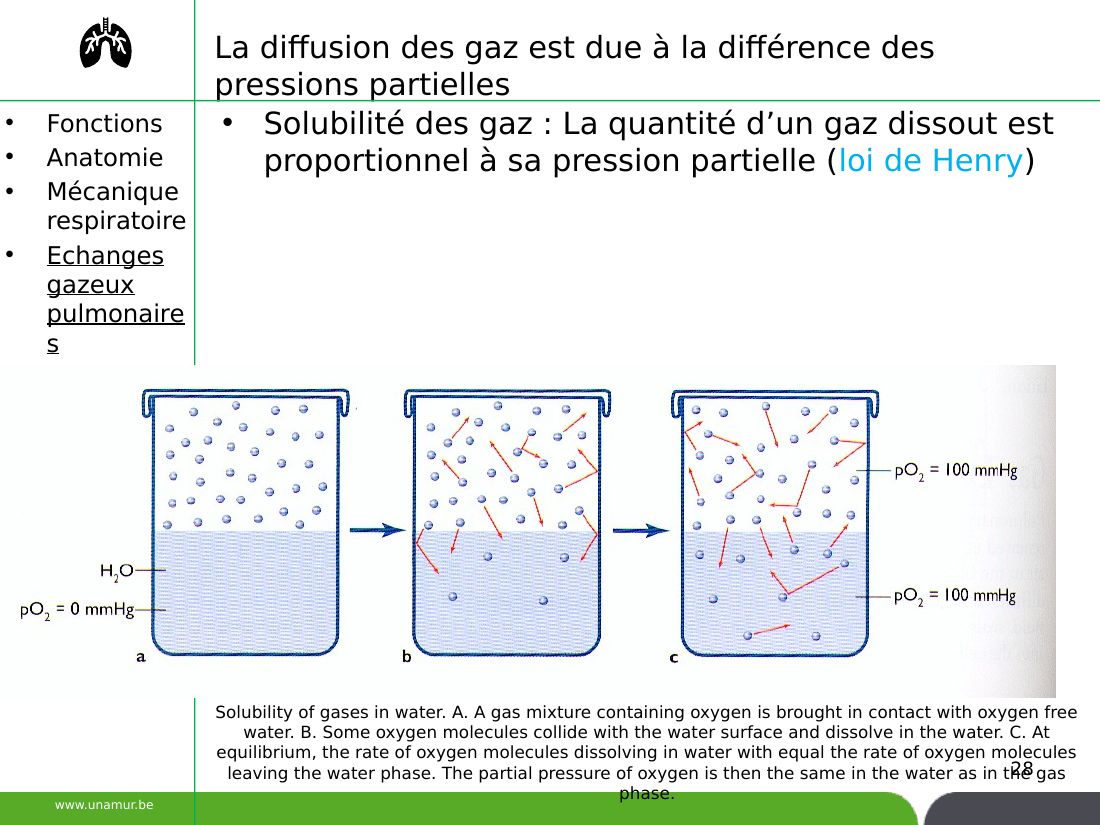 La diffusion des gaz est due à la différence des
pressions partielles
• Fonctions
• Anatomie
• Mécanique
respiratoire
• Echanges
gazeux
pulmonaire
s
• Solubilité des gaz : La quantité d’un gaz dissout est
proportionnel à sa pression partielle (loi de Henry)
H2O
pO2 = 0 mmHg
a
b
c
pO2 = 100 mmHg
pO2 = 100 mmHg
Solubility of gases in water. A. A gas mixture containing oxygen is brought in contact with oxygen free
water. B. Some oxygen molecules collide with the water surface and dissolve in the water. C. At
equilibrium, the rate of oxygen molecules dissolving in water with equal the rate of oxygen molecules
leaving the water phase. The partial pressure of oxygen is then the same in the water as in the gas
phase.
28
www.unamur.be